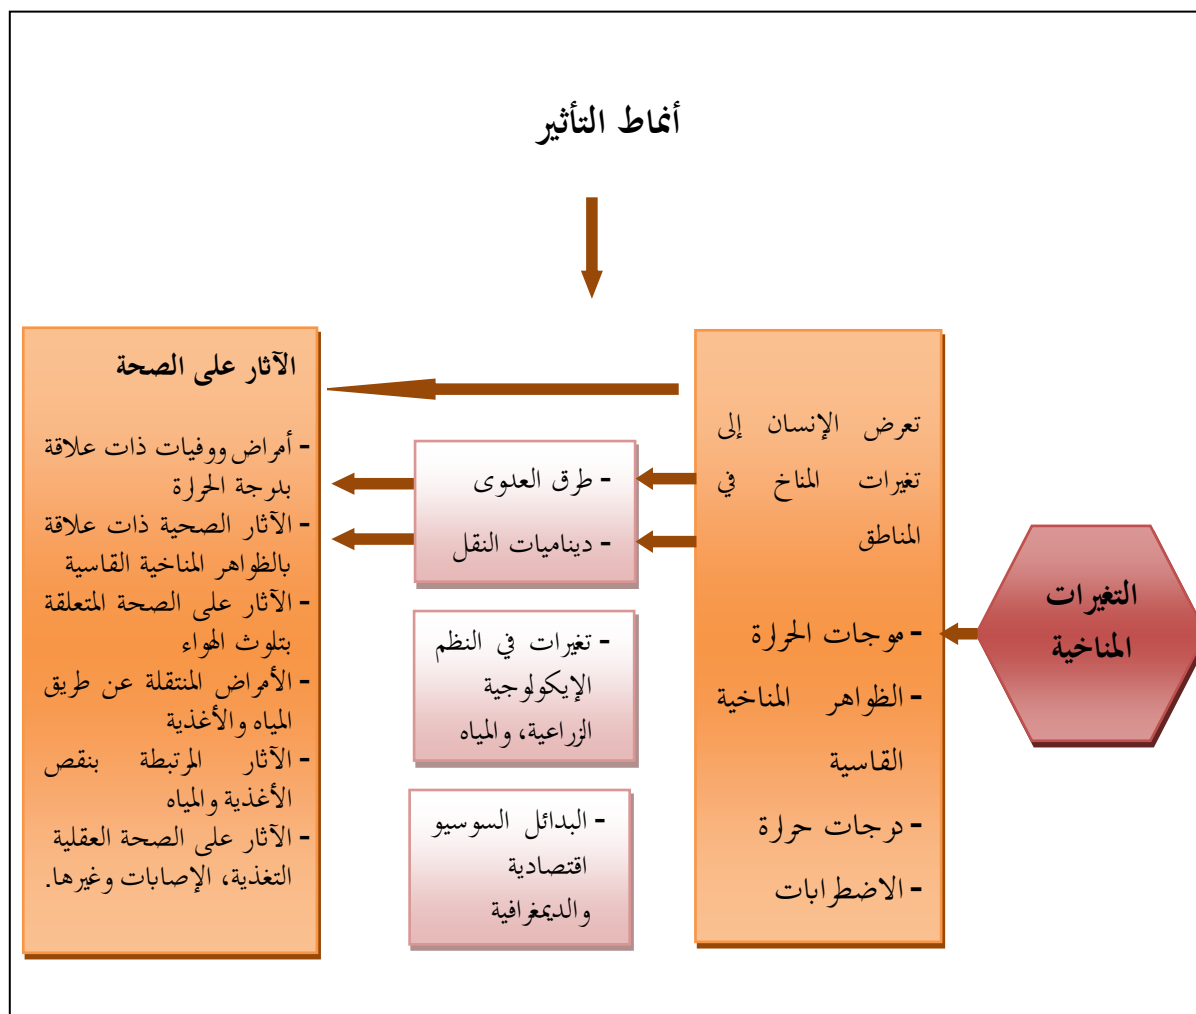 أنماط التأثير
التغيرات
المناخية
تعرض الإنسان إلى
تغيرات المناخ في
المناطق
- موجات الحرارة
- الظواهر المناخية
القاسية
- درجات حرارة
- الاضطرابات
- طرق العدوى
- ديناميات النقل
- تغيرات في النظم
الإيكولوجية
الزراعية، والمياه
- البدائل السوسيو
اقتصادية
والديمغرافية
الآثار على الصحة
- أمراض ووفيات ذات علاقة
بدرجة الحرارة
- الآثار الصحية ذات علاقة
بالظواهر المناخية القاسية
- الآثار على الصحة المتعلقة
بتلوث الهواء
- الأمراض المنتقلة عن طريق
المياه والأغذية
- الآثار المرتبطة بنقص
الأغذية والمياه
- الآثار على الصحة العقلية
التغذية، الإصابات وغيرها.